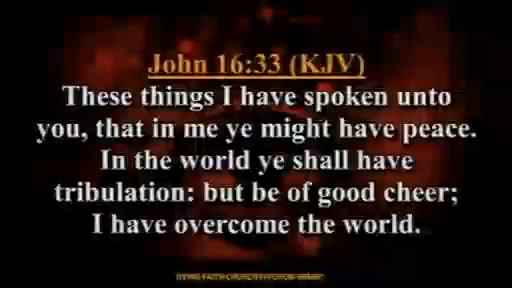 John 16:33 (KJV)
These things I have spoken unto
you, that in me ye might have peace.
In the world ye shall have
tribulation: but be of good cheer;
I have overcome the world.